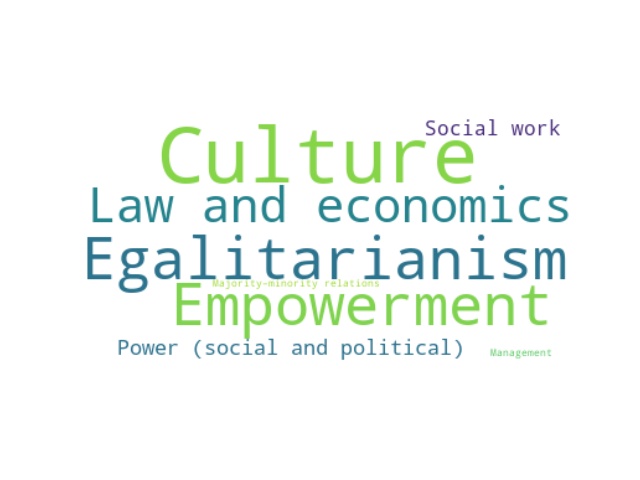 Social work
Culture
Law and economics
Egalitarianism
Majority-minority relations
Empowerment
Power (social and political)
Management